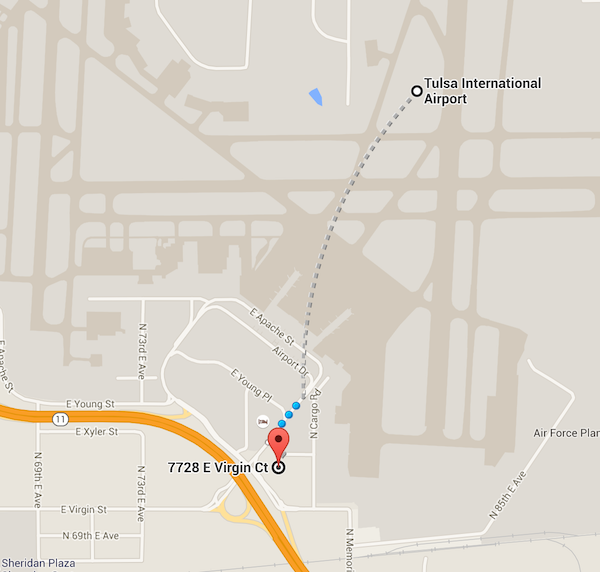 Tulsa International
Airport
E Apache St
N 73rd E Ave
Airport Dr
E Apache St
E Young Pl
N Cargo Rd
E Young St
11
E Xyler St
Air Force Plan
N 69th E Ave
N 73rd E Ave
7728 E Virgin Ct
N 85th E Ave
E Virgin St
N 69th E Ave
N Memori
Sheridan Plaza